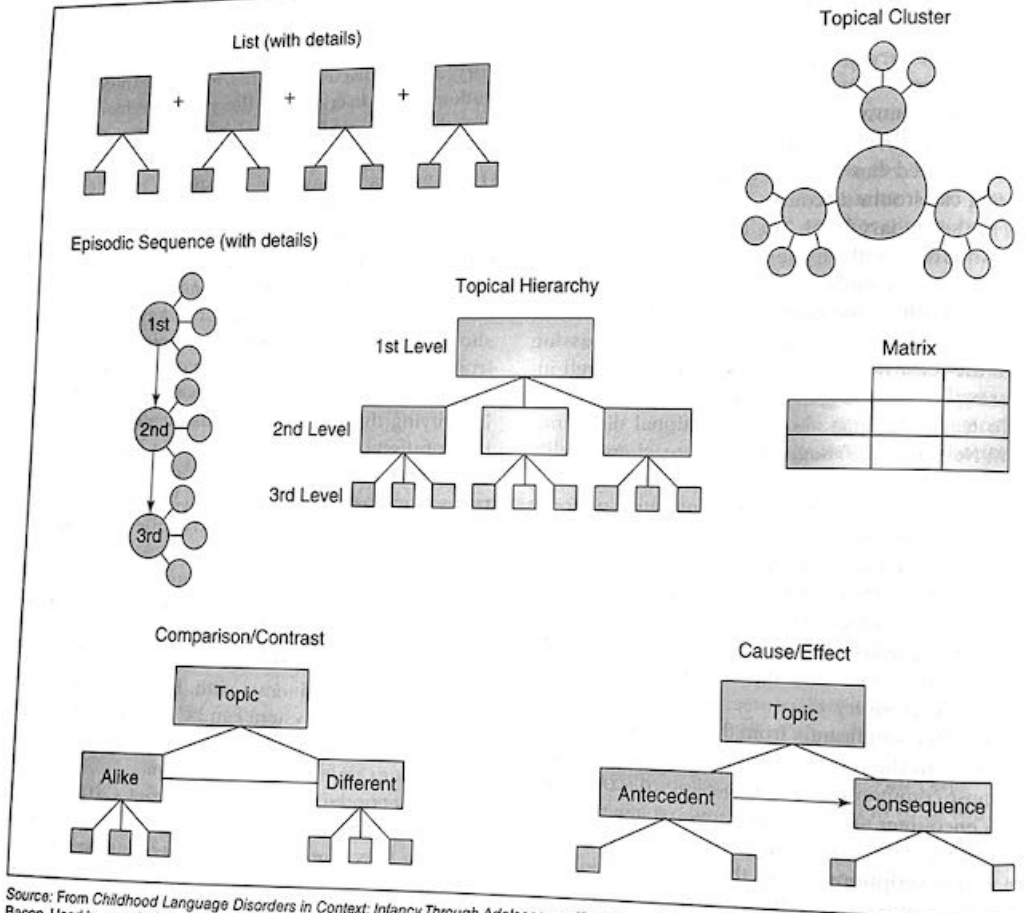 List (with details)
+ + +
Topical Cluster
Episodic Sequence (with details)
1st
2nd
3rd
Topical Hierarchy
1st Level
2nd Level
3rd Level
Matrix
Comparison/Contrast
Topic
Alike
Different
Cause/Effect
Topic
Antecedent
Consequence
Source: From Childhood Language Disorders in Context: Infancy Through